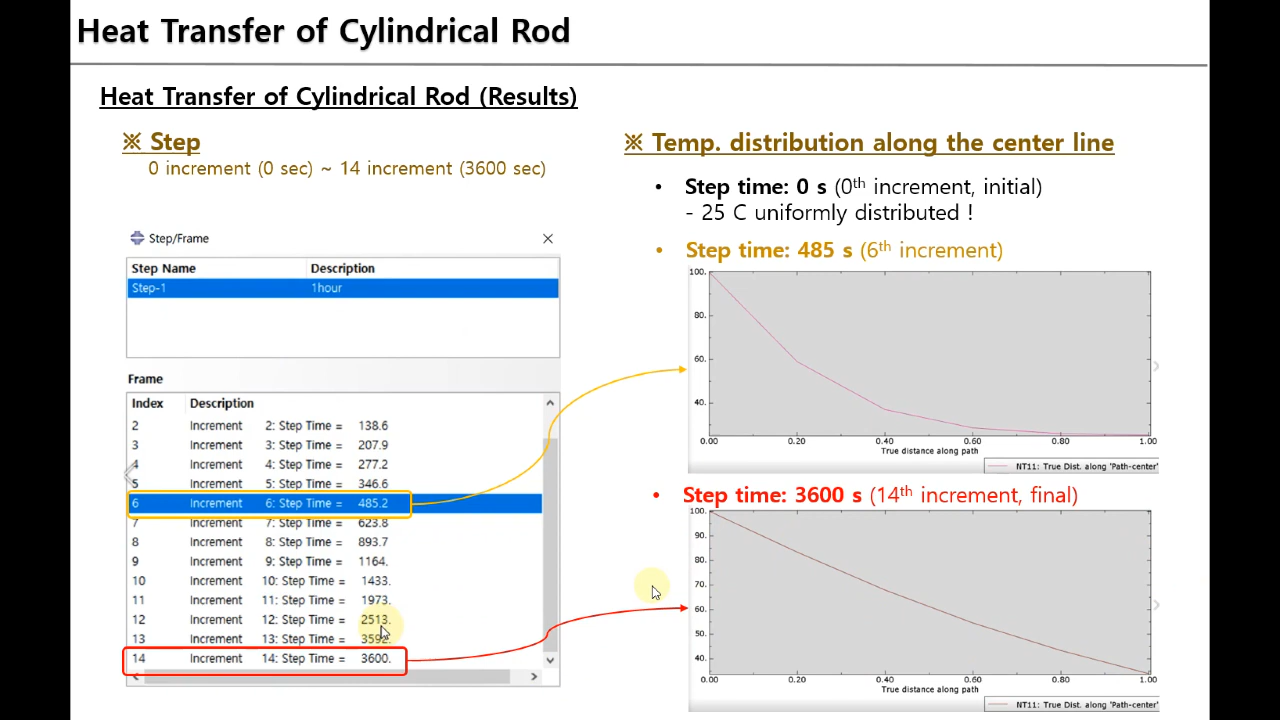 Heat Transfer of Cylindrical Rod
Heat Transfer of Cylindrical Rod (Results)
※ Step
0 increment (0 sec) ~ 14 increment (3600 sec)
Step/Frame
Step Name Description
Step-1 1hour
Frame
Index Description
2 Increment 2: Step Time = 138.6
3 Increment 3: Step Time = 207.9
4 Increment 4: Step Time = 277.2
5 Increment 5: Step Time = 346.6
6 Increment 6: Step Time = 485.2
7 Increment 7: Step Time = 623.8
8 Increment 8: Step Time = 893.7
9 Increment 9: Step Time = 1164.
10 Increment 10: Step Time = 1433.
11 Increment 11: Step Time = 1973.
12 Increment 12: Step Time = 2513.
13 Increment 13: Step Time = 3592.
14 Increment 14: Step Time = 3600.
※ Temp. distribution along the center line
• Step time: 0 s (0th increment, initial)
- 25 C uniformly distributed !
• Step time: 485 s (6th increment)
100.
80.
60.
40.
0.00 0.20 0.40 0.60 0.80 1.00
True distance along path
NT11: True Dist. along 'Path-center'
• Step time: 3600 s (14th increment, final)
100.
90.
80.
70.
60.
50.
40.
0.00 0.20 0.40 0.60 0.80 1.00
True distance along path
NT11: True Dist. along 'Path-center'